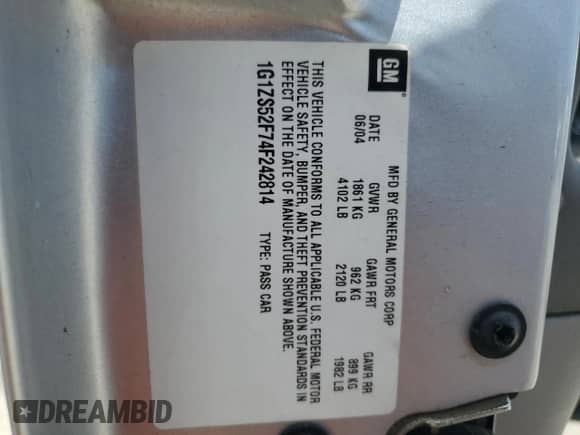 GM
MFD BY GENERAL MOTORS CORP
DATE GVWR GAWR FRT GAWR RR
06/04 1861 KG 962 KG 899 KG
4102 LB 2120 LB 1982 LB
THIS VEHICLE CONFORMS TO ALL APPLICABLE U.S. FEDERAL MOTOR
VEHICLE SAFETY, BUMPER, AND THEFT PREVENTION STANDARDS IN
EFFECT ON THE DATE OF MANUFACTURE SHOWN ABOVE.
1G1ZS52F74F242814 TYPE: PASS CAR
DREAMBID